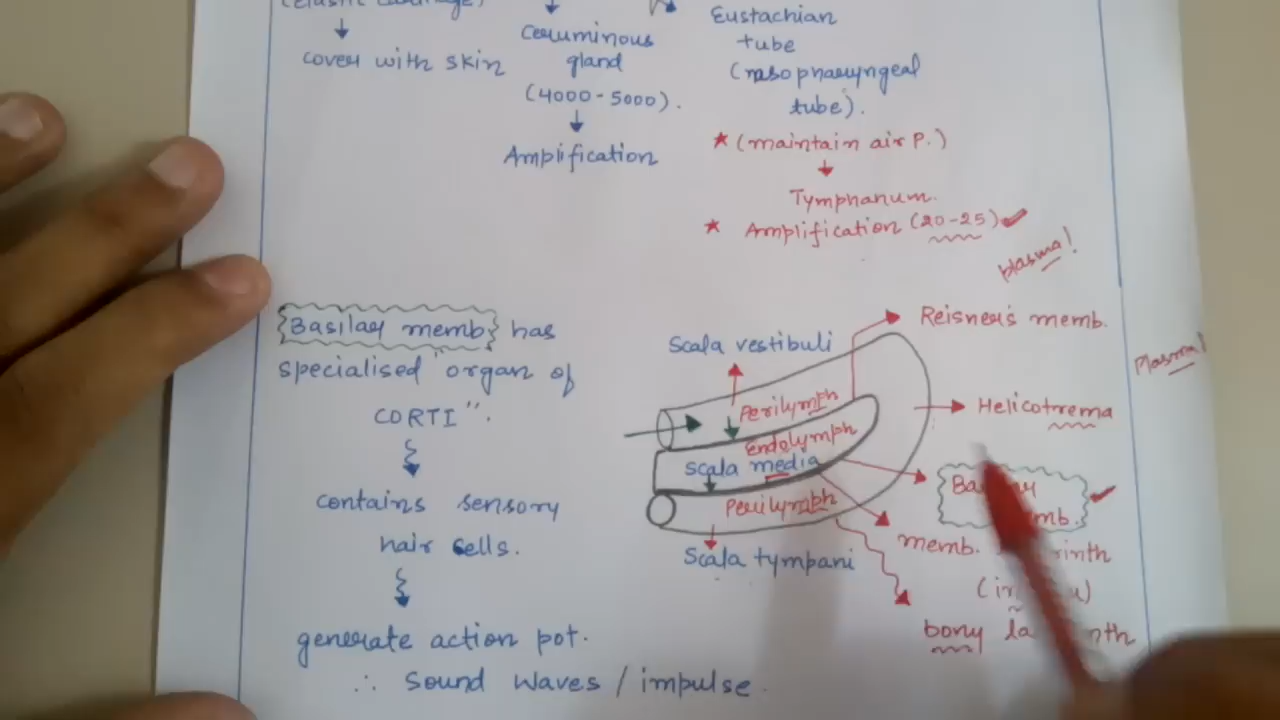 cover with skin
Ceruminous
gland
(4000-5000).
Amplification
Eustachian
tube
(nasopharyngeal
tube).
★ (maintain air P.)
Tymphanum.
★ Amplification (20-25)
plasma!
Basilar memb has
specialised "organ of
CORTI".
contains sensory
hair cells.
generate action pot.
∴ Sound waves / impulse.
Scala vestibuli
Perilymph
Endolymph
Scala media
Perilymph
Scala tympani
Reisner's memb.
Helicotrema
plasma!
memb.
bony